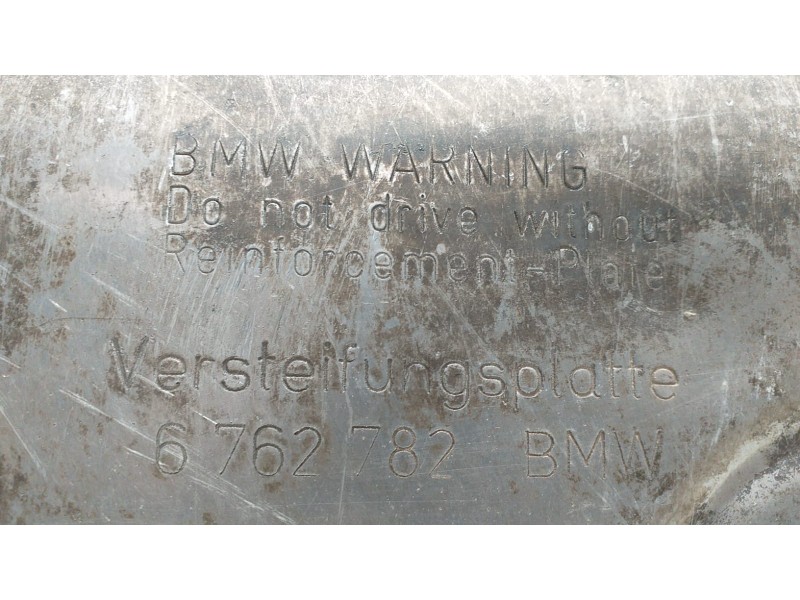 BMW WARNING
Do not drive without
Reinforcement-Plate
Versteifungsplatte
6 762 782 BMW